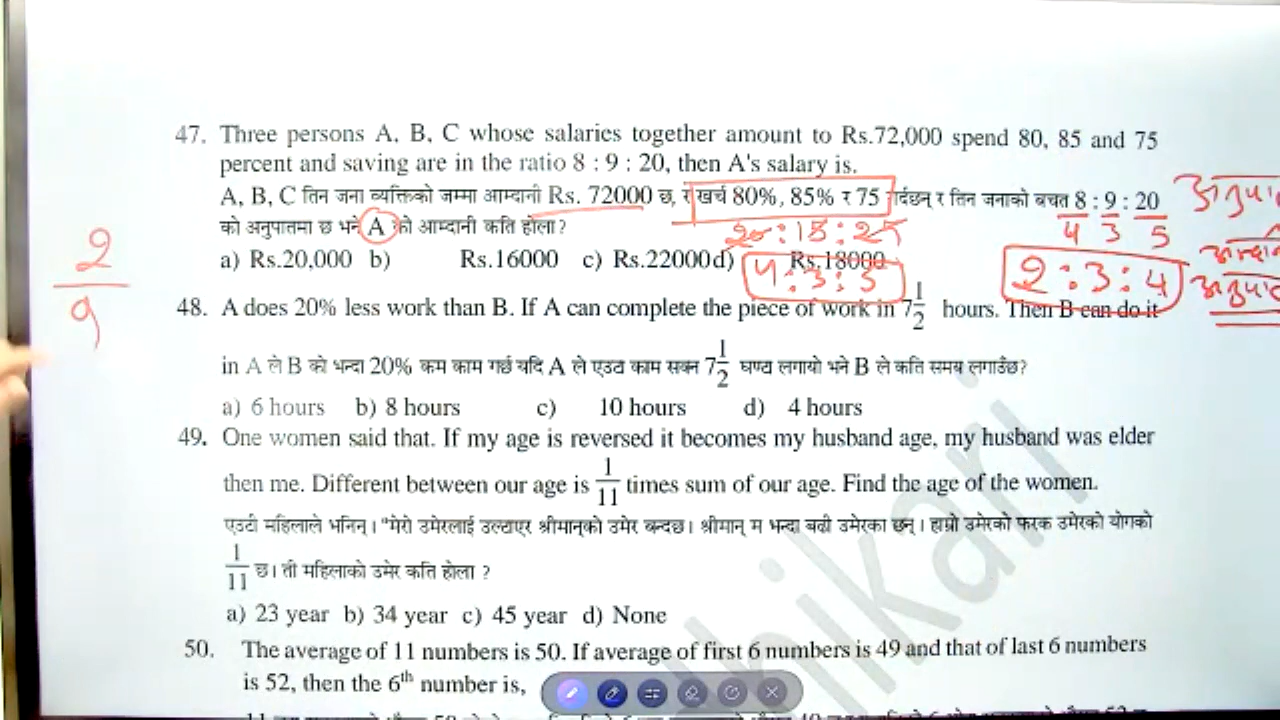 47. Three persons A, B, C whose salaries together amount to Rs.72,000 spend 80, 85 and 75
percent and saving are in the ratio 8 : 9 : 20, then A's salary is.
A, B, C तिन जना व्यक्तिको जम्मा आम्दानी Rs. 72000 छ, र खर्च 80%, 85% र 75 गर्दछन् र तिन जनाको बचत 8 : 9 : 20
को अनुपातमा छ भने A को आम्दानी कति होला?
20 : 15 : 25
4 3 5
a) Rs.20,000 b) Rs.16000 c) Rs.22000 d) Rs.18000
4 : 3 : 5
2 : 3 : 4
2
9
48. A does 20% less work than B. If A can complete the piece of work in 7 1/2 hours. Then B can do it
in A ले B को भन्दा 20% कम काम गर्छ यदि A ले एउटा काम सक्न 7 1/2 घण्टा लगायो भने B ले कति समय लगाउँछ?
a) 6 hours b) 8 hours c) 10 hours d) 4 hours
49. One women said that. If my age is reversed it becomes my husband age, my husband was elder
then me. Different between our age is 1/11 times sum of our age. Find the age of the women.
एउटी महिलाले भनिन्। "मेरो उमेरलाई उल्टाएर श्रीमान्‌को उमेर बन्दछ। श्रीमान् म भन्दा बढी उमेरका छन्। हाम्रो उमेरको फरक उमेरको योगको
1/11 छ। ती महिलाको उमेर कति होला ?
a) 23 year b) 34 year c) 45 year d) None
50. The average of 11 numbers is 50. If average of first 6 numbers is 49 and that of last 6 numbers
is 52, then the 6th number is,